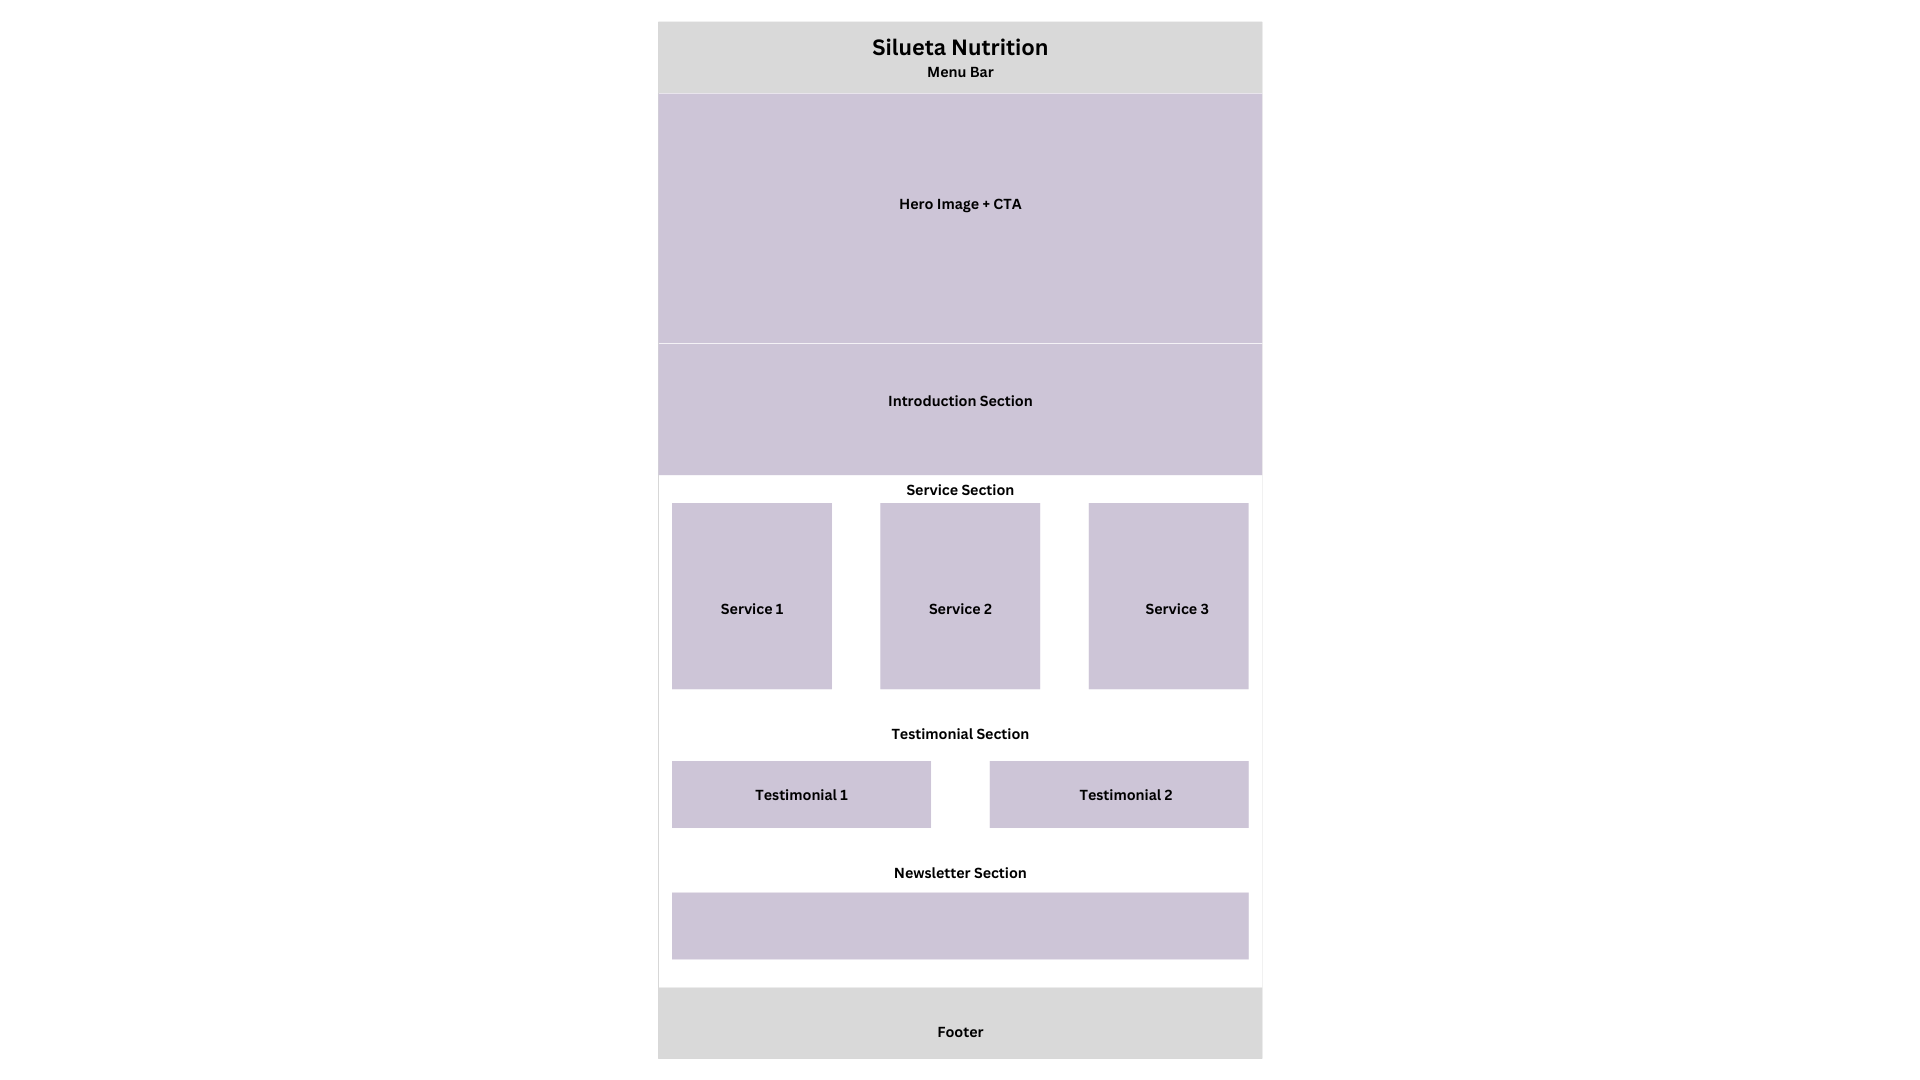 Silueta Nutrition
Menu Bar
Hero Image + CTA
Introduction Section
Service Section
Service 1
Service 2
Service 3
Testimonial Section
Testimonial 1
Testimonial 2
Newsletter Section
Footer